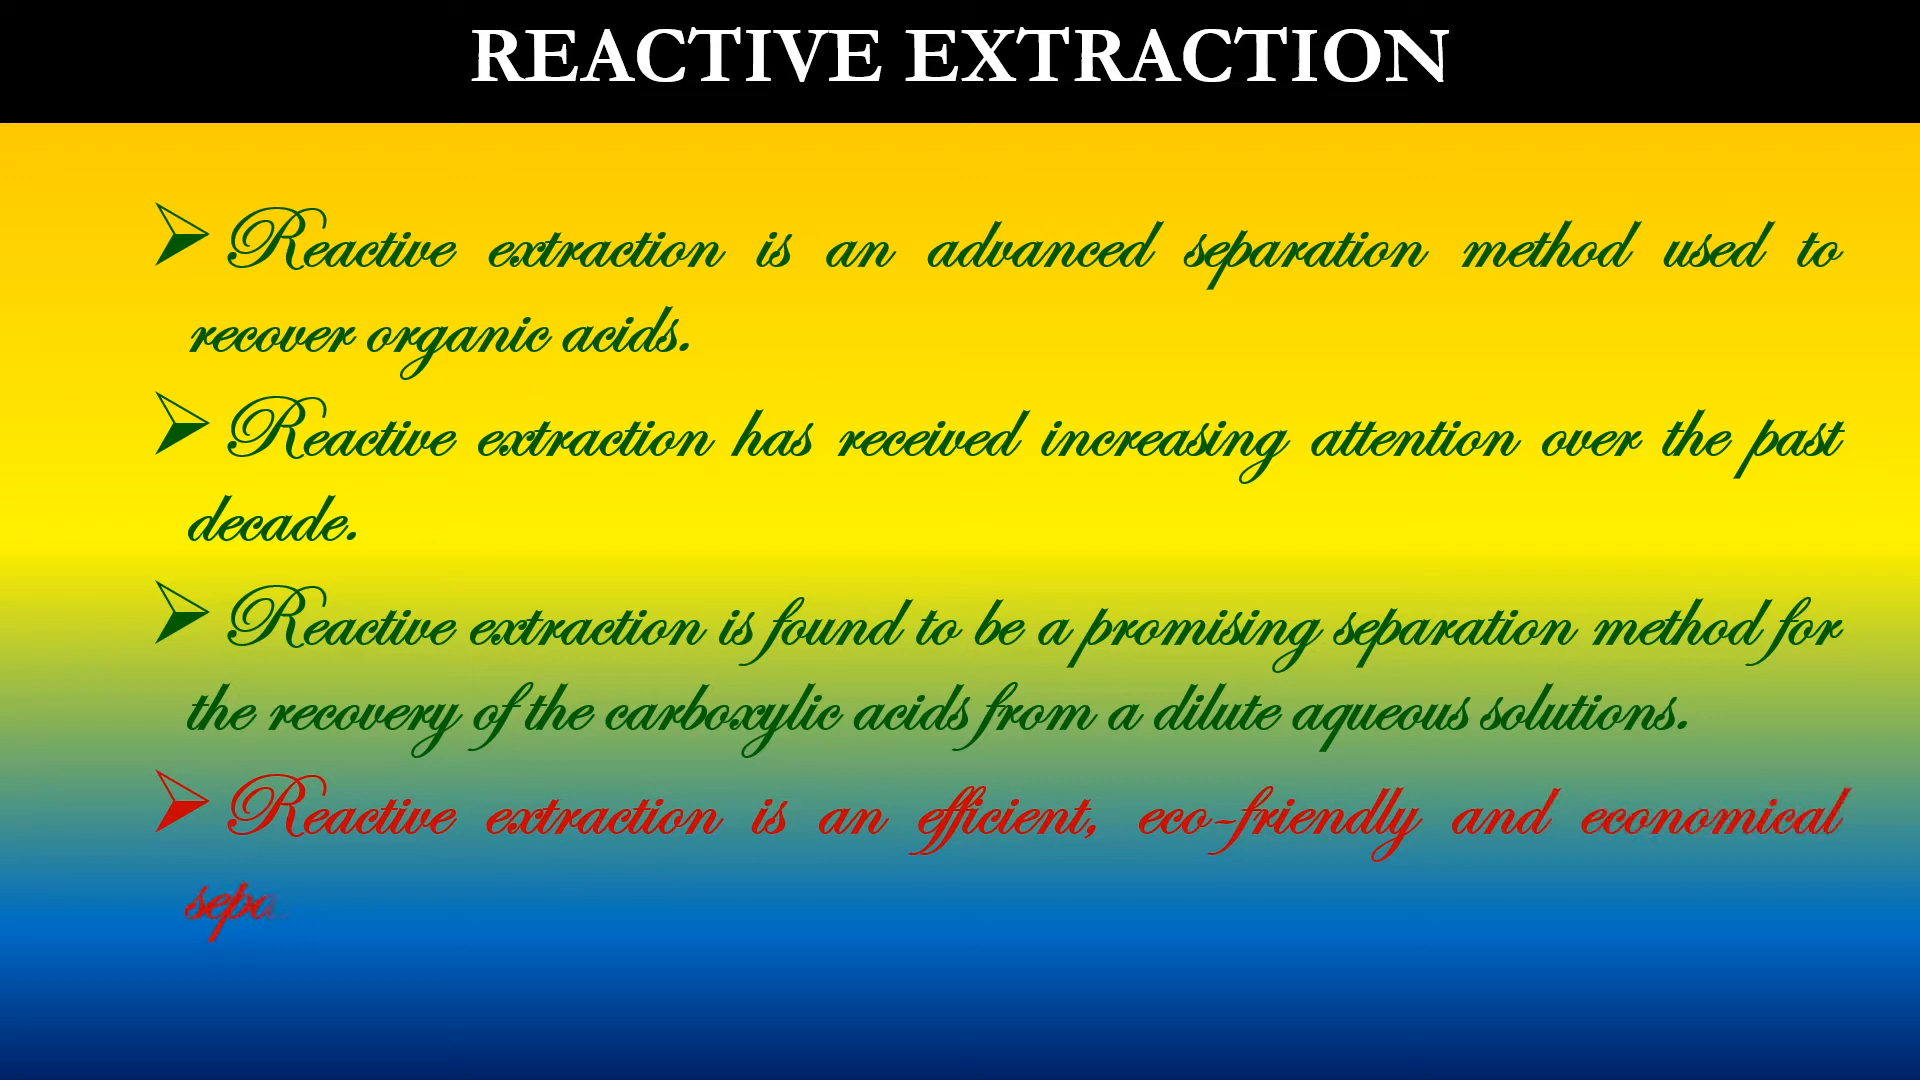 REACTIVE EXTRACTION
➢ Reactive extraction is an advanced separation method used to
recover organic acids.
➢ Reactive extraction has received increasing attention over the past
decade.
➢ Reactive extraction is found to be a promising separation method for
the recovery of the carboxylic acids from a dilute aqueous solutions.
➢ Reactive extraction is an efficient, eco-friendly and economical